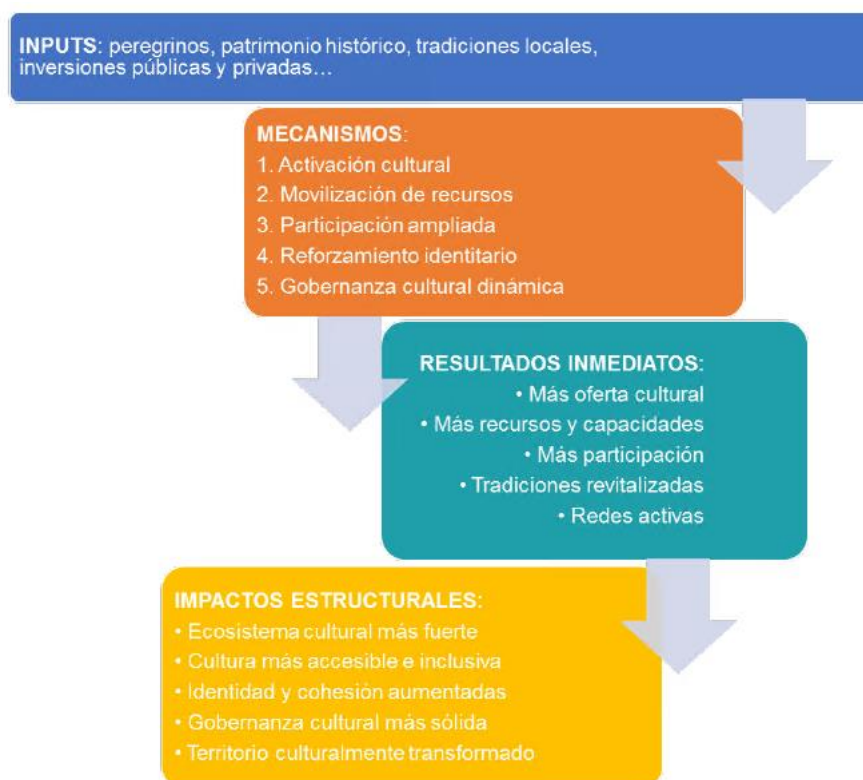 INPUTS: peregrinos, patrimonio histórico, tradiciones locales,
inversiones públicas y privadas…
MECANISMOS:
1. Activación cultural
2. Movilización de recursos
3. Participación ampliada
4. Reforzamiento identitario
5. Gobernanza cultural dinámica
RESULTADOS INMEDIATOS:
• Más oferta cultural
• Más recursos y capacidades
• Más participación
• Tradiciones revitalizadas
• Redes activas
IMPACTOS ESTRUCTURALES:
• Ecosistema cultural más fuerte
• Cultura más accesible e inclusiva
• Identidad y cohesión aumentadas
• Gobernanza cultural más sólida
• Territorio culturalmente transformado